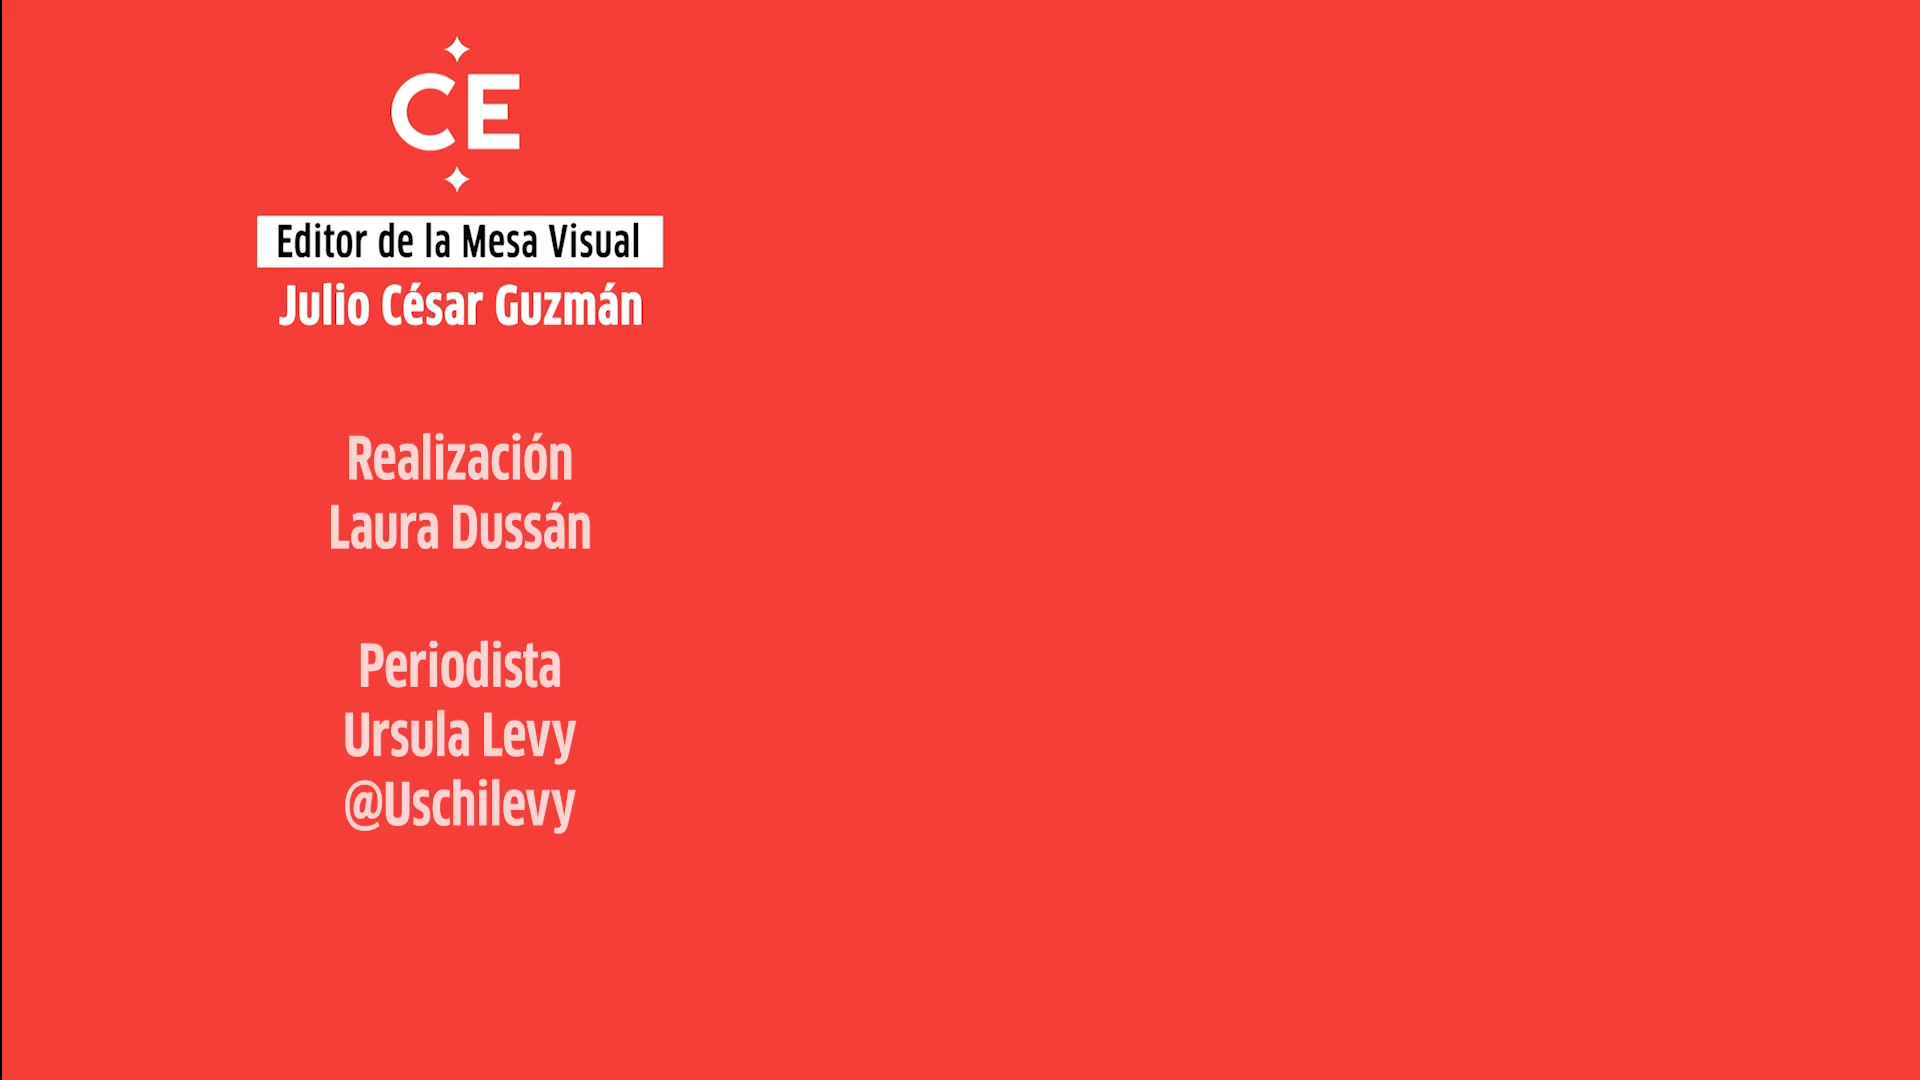 CE
Editor de la Mesa Visual
Julio César Guzmán
Realización
Laura Dussán
Periodista
Ursula Levy
@Uschilevy